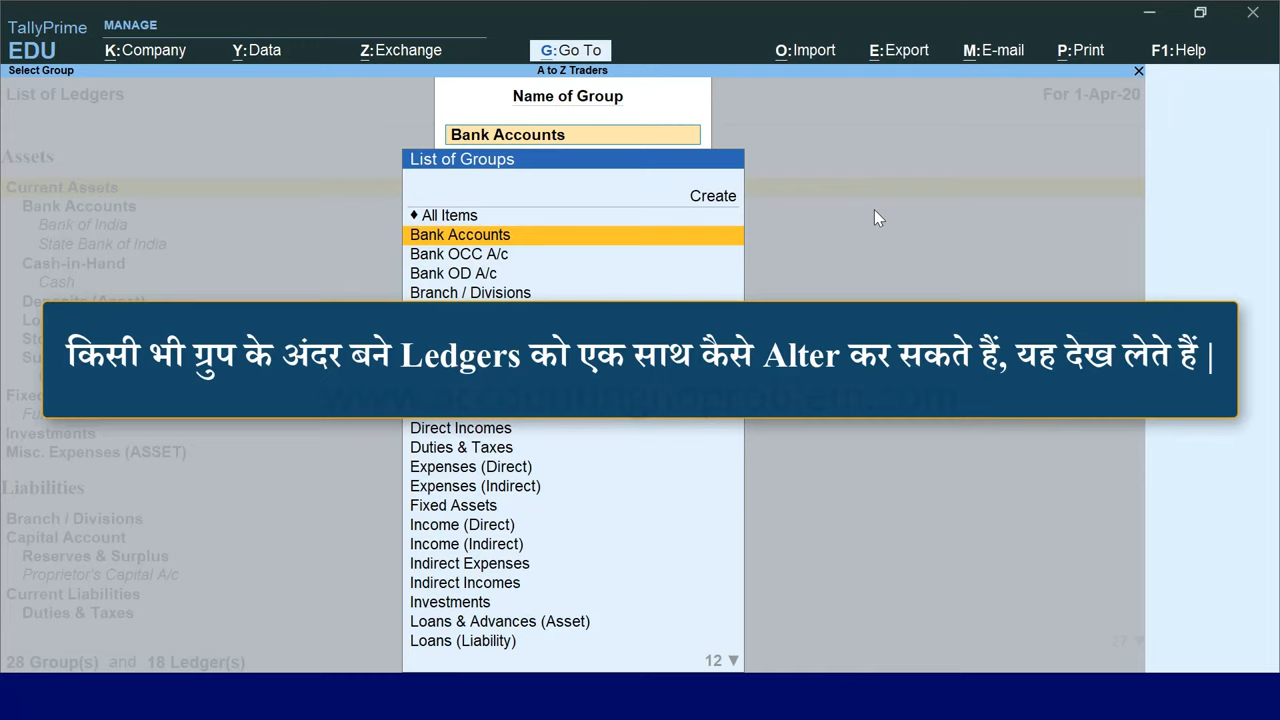 TallyPrime
EDU
MANAGE
K:Company Y:Data Z:Exchange G:Go To O:Import E:Export M:E-mail P:Print F1:Help
Select Group A to Z Traders
List of Ledgers For 1-Apr-20
Name of Group
Bank Accounts
List of Groups
Create
♦ All Items
Bank Accounts
Bank OCC A/c
Bank OD A/c
Branch / Divisions
Assets
Current Assets
Bank Accounts
Bank of India
State Bank of India
Cash-in-Hand
Cash
किसी भी ग्रुप के अंदर बने Ledgers को एक साथ कैसे Alter कर सकते हैं, यह देख लेते हैं |
www.accountingnoproblem.com
Direct Incomes
Duties & Taxes
Expenses (Direct)
Expenses (Indirect)
Fixed Assets
Income (Direct)
Income (Indirect)
Indirect Expenses
Indirect Incomes
Investments
Loans & Advances (Asset)
Loans (Liability)
12 ▼
Investments
Misc. Expenses (ASSET)
Liabilities
Branch / Divisions
Capital Account
Reserves & Surplus
Proprietor's Capital A/c
Current Liabilities
Duties & Taxes
27 ▼
28 Group(s) and 18 Ledger(s)